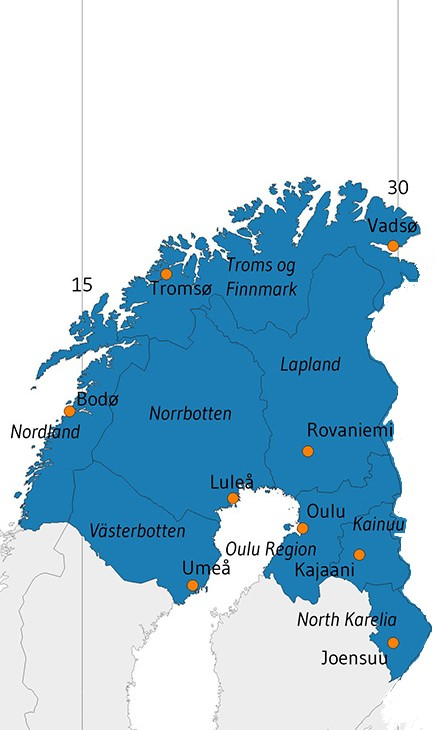 30
Vadsø
Troms og
Finnmark
15
Tromsø
Lapland
Bodø
Norrbotten
Nordland
Rovaniemi
Luleå
Oulu
Kainuu
Västerbotten
Oulu Region
Umeå
Kajaani
North Karelia
Joensuu